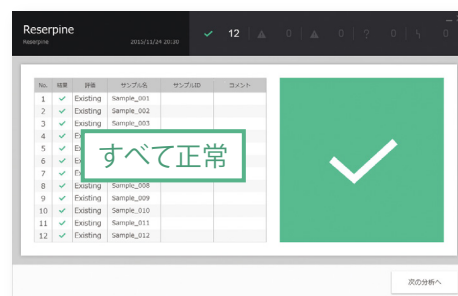 Reserpine
Reserpine 2015/11/24 20:30
12 0 0 ? 0 0
No. 結果 評価 サンプル名 サンプルID コメント
1 Existing Sample_001
2 Existing Sample_002
3 Existing Sample_003
4
5
6
7
8 Existing Sample_008
9 Existing Sample_009
10 Existing Sample_010
11 Existing Sample_011
12 Existing Sample_012
すべて正常
次の分析へ